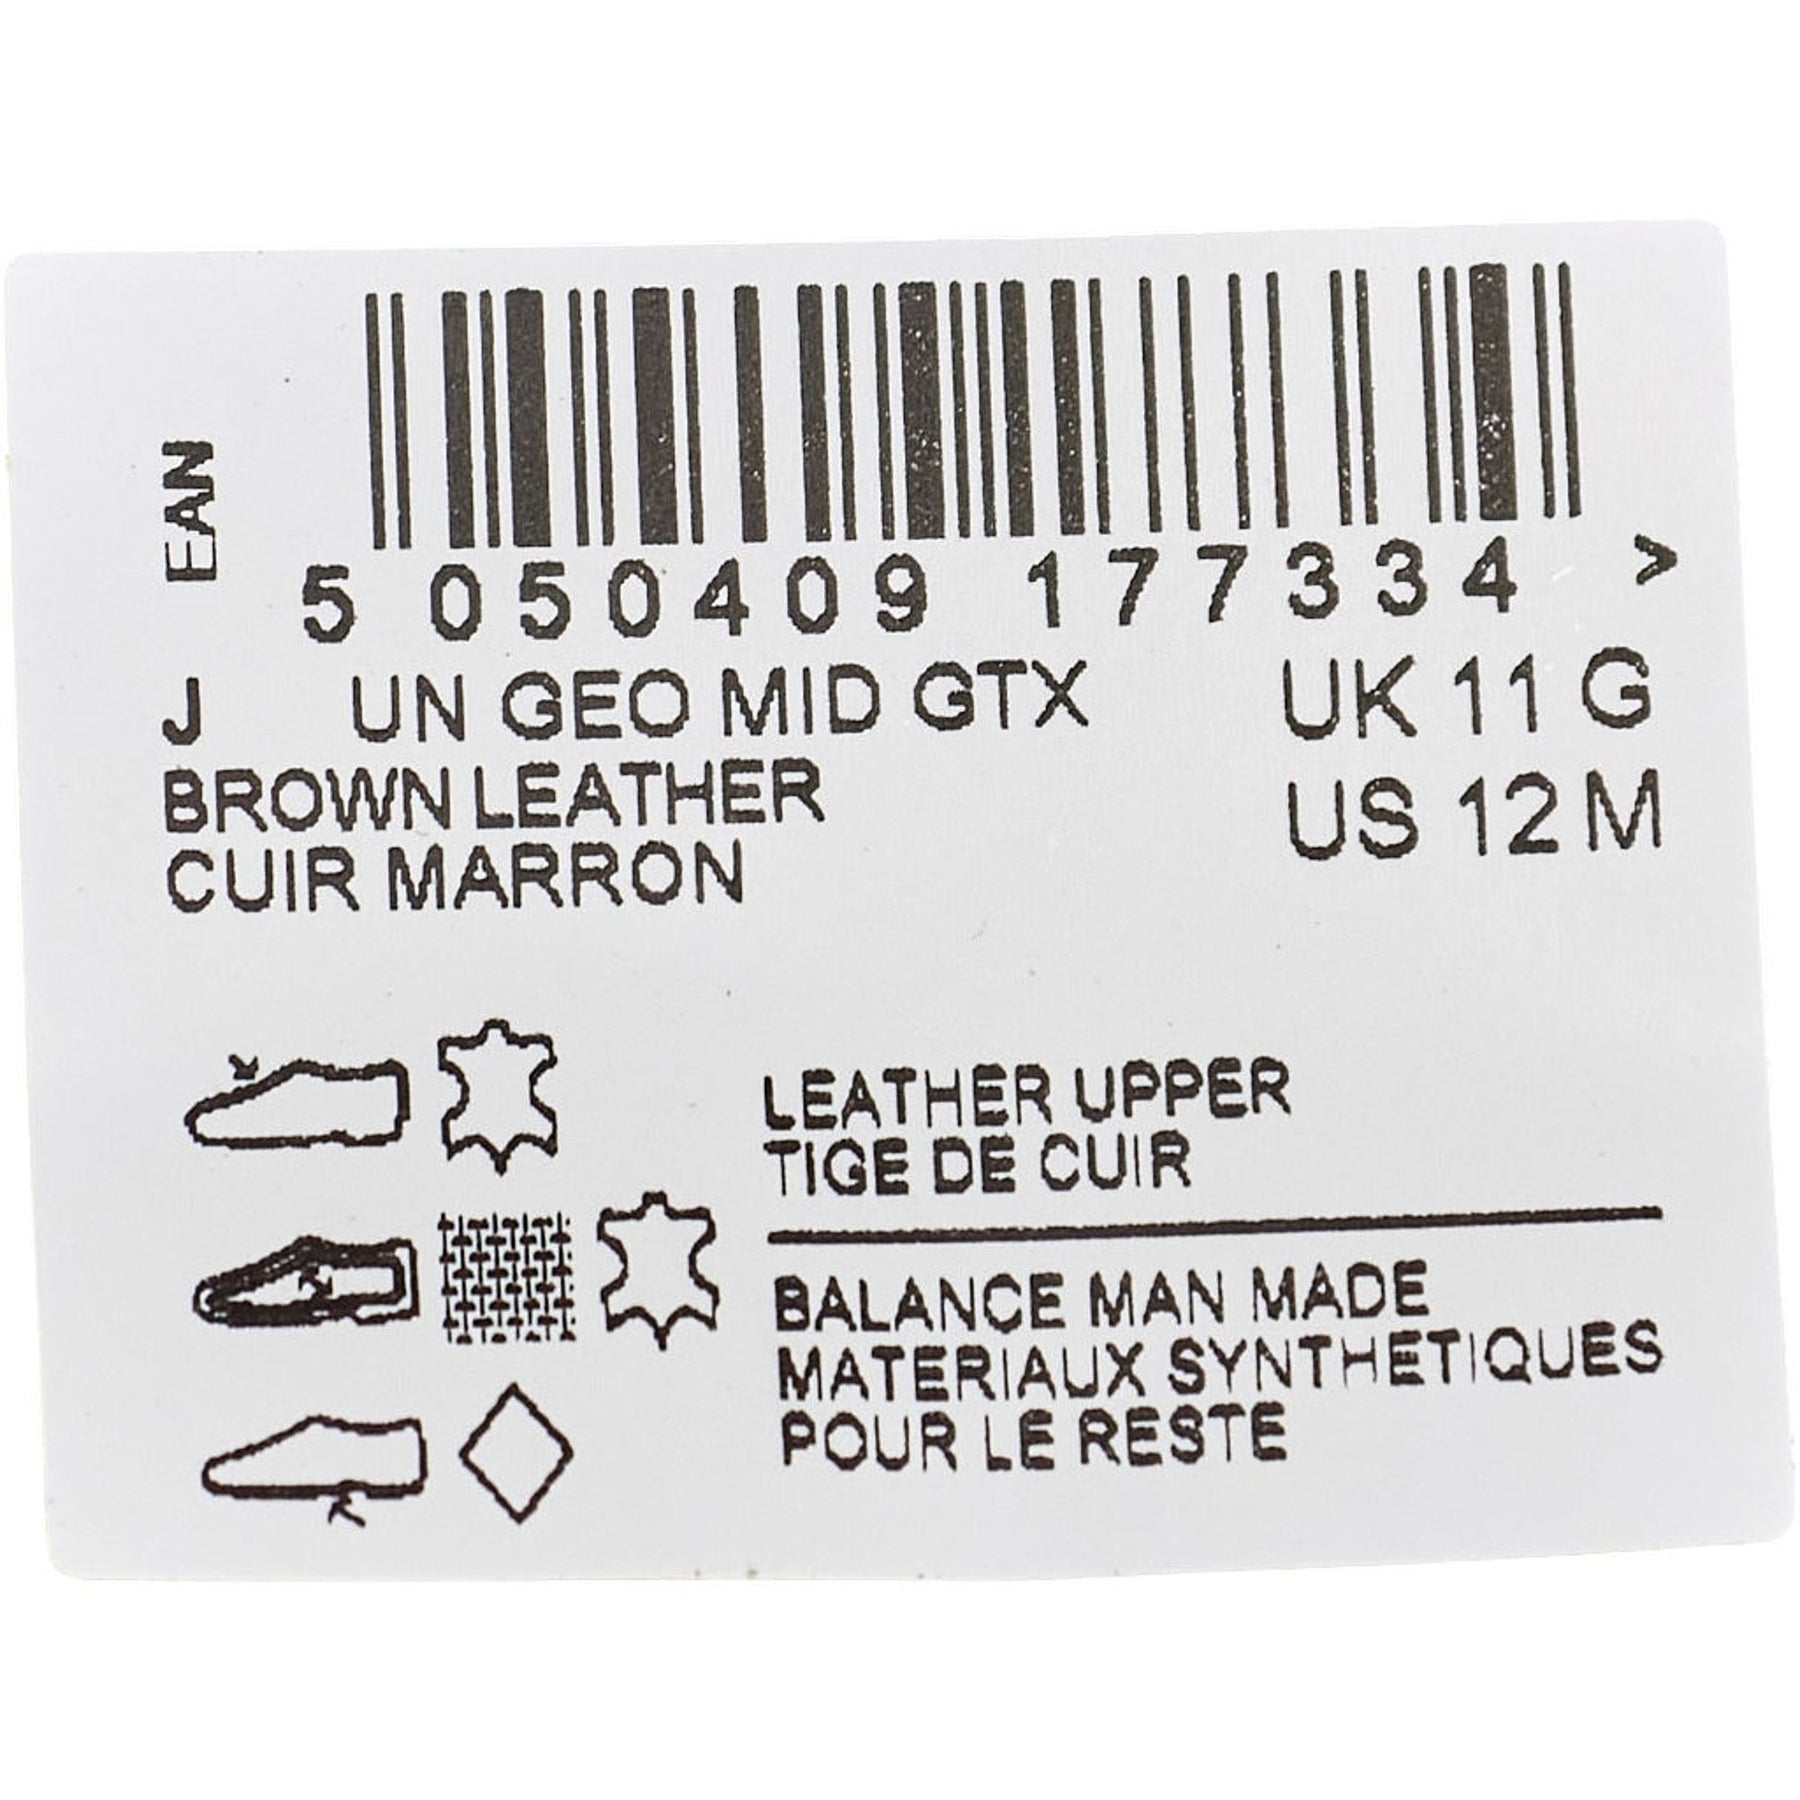 EAN
5 050409 177334 >
J UN GEO MID GTX UK 11 G
BROWN LEATHER US 12 M
CUIR MARRON
LEATHER UPPER
TIGE DE CUIR
BALANCE MAN MADE
MATERIAUX SYNTHETIQUES
POUR LE RESTE